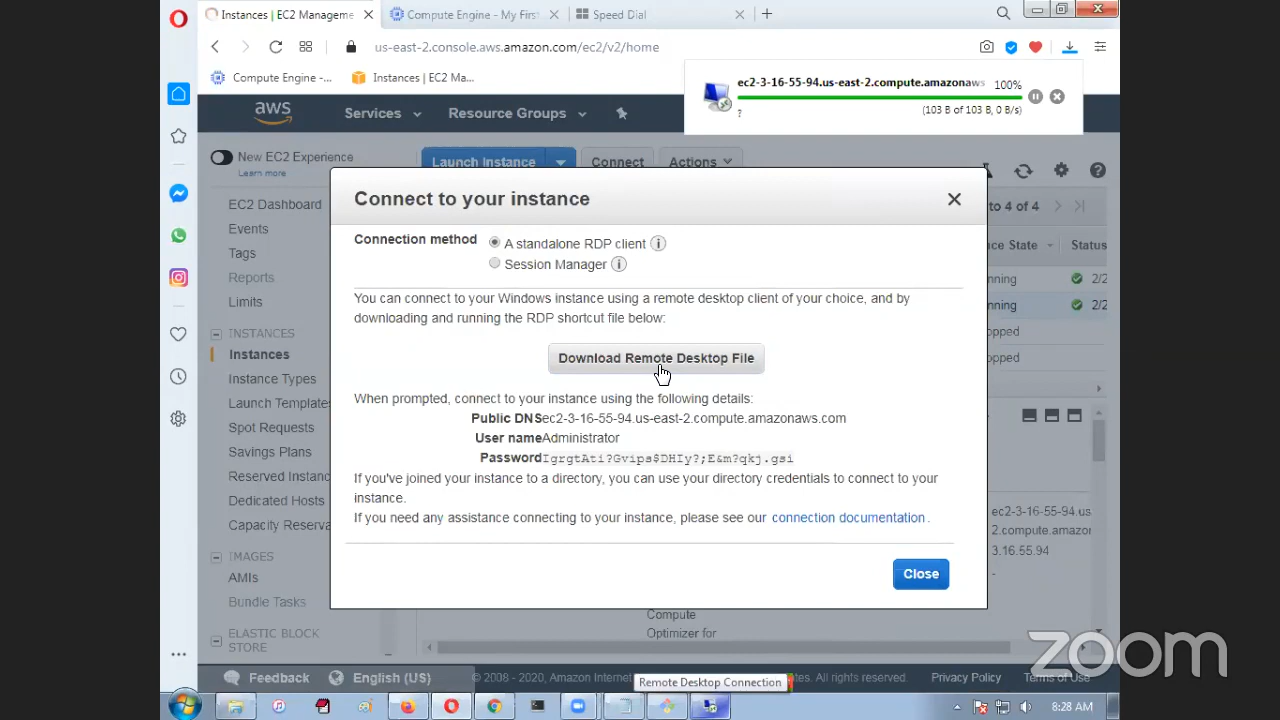 Instances | EC2 Manageme
Compute Engine - My First
Speed Dial
us-east-2.console.aws.amazon.com/ec2/v2/home
Compute Engine -...
Instances | EC2 Ma...
ec2-3-16-55-94.us-east-2.compute.amazonaws
100%
?
(103 B of 103 B, 0 B/s)
aws
Services
Resource Groups
New EC2 Experience
Learn more
Launch Instance
Connect
Actions
EC2 Dashboard
Events
Tags
Reports
Limits
INSTANCES
Instances
Instance Types
Launch Templates
Spot Requests
Savings Plans
Reserved Instanc
Dedicated Hosts
Capacity Reserva
IMAGES
AMIs
Bundle Tasks
ELASTIC BLOCK
STORE
to 4 of 4
nce State
Status
nning
2/2
nning
2/2
opped
opped
Connect to your instance
Connection method
A standalone RDP client
Session Manager
You can connect to your Windows instance using a remote desktop client of your choice, and by
downloading and running the RDP shortcut file below:
Download Remote Desktop File
When prompted, connect to your instance using the following details:
Public DNS ec2-3-16-55-94.us-east-2.compute.amazonaws.com
User name Administrator
Password IgrgtAti?Gvips$DHIy?;E&m?qkj.gsi
If you've joined your instance to a directory, you can use your directory credentials to connect to your
instance.
If you need any assistance connecting to your instance, please see our connection documentation.
Close
ec2-3-16-55-94.us
2.compute.amazor
3.16.55.94
-
Compute
Optimizer for
Feedback
English (US)
© 2008 - 2020, Amazon Internet
All rights reserved.
Privacy Policy
Terms of Use
Remote Desktop Connection
8:28 AM
zoom